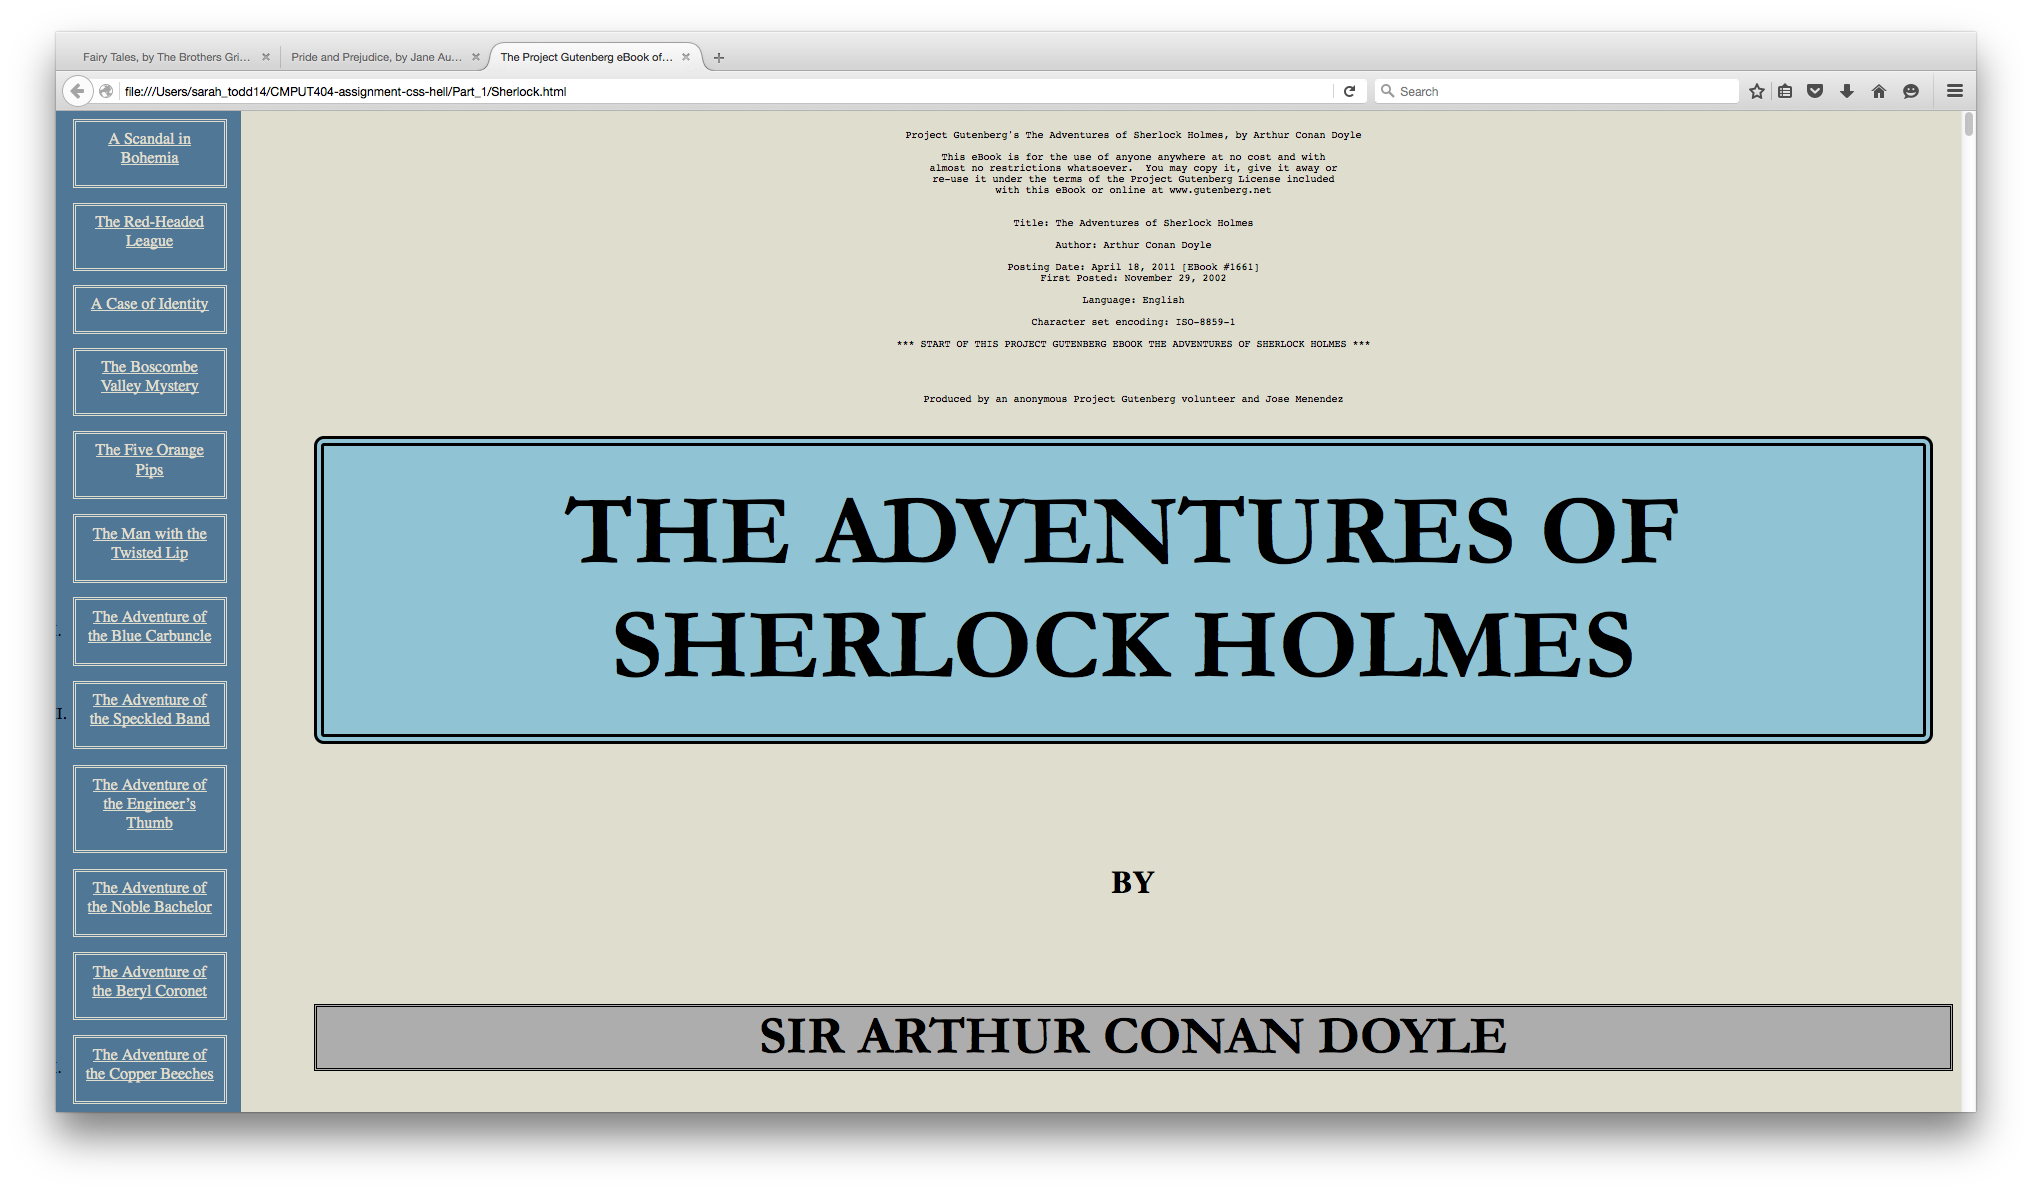 Fairy Tales, by The Brothers Gri...
Pride and Prejudice, by Jane Au...
The Project Gutenberg eBook of...
file:///Users/sarah_todd14/CMPUT404-assignment-css-hell/Part_1/Sherlock.html
Search
A Scandal in
Bohemia
The Red-Headed
League
A Case of Identity
The Boscombe
Valley Mystery
The Five Orange
Pips
The Man with the
Twisted Lip
The Adventure of
the Blue Carbuncle
I.
The Adventure of
the Speckled Band
The Adventure of
the Engineer’s
Thumb
The Adventure of
the Noble Bachelor
The Adventure of
the Beryl Coronet
The Adventure of
the Copper Beeches
Project Gutenberg's The Adventures of Sherlock Holmes, by Arthur Conan Doyle
This eBook is for the use of anyone anywhere at no cost and with
almost no restrictions whatsoever.  You may copy it, give it away or
re-use it under the terms of the Project Gutenberg License included
with this eBook or online at www.gutenberg.net
Title: The Adventures of Sherlock Holmes
Author: Arthur Conan Doyle
Posting Date: April 18, 2011 [EBook #1661]
First Posted: November 29, 2002
Language: English
Character set encoding: ISO-8859-1
*** START OF THIS PROJECT GUTENBERG EBOOK THE ADVENTURES OF SHERLOCK HOLMES ***
Produced by an anonymous Project Gutenberg volunteer and Jose Menendez
THE ADVENTURES OF
SHERLOCK HOLMES
BY
SIR ARTHUR CONAN DOYLE